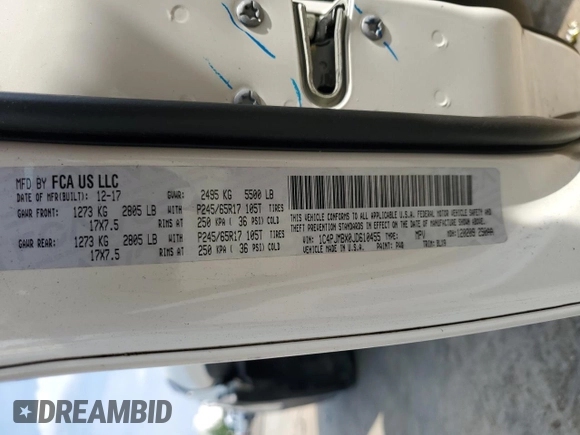 MFD BY FCA US LLC
DATE OF MFR(BUILT): 12-17 GVWR: 2495 KG 5500 LB
GAWR FRONT: 1273 KG 2805 LB WITH P245/65R17 105T TIRES
17X7.5 RIMS AT 250 KPA ( 36 PSI) COLD
GAWR REAR: 1273 KG 2805 LB WITH P245/65R17 105T TIRES
17X7.5 RIMS AT 250 KPA ( 36 PSI) COLD
THIS VEHICLE CONFORMS TO ALL APPLICABLE U.S.A. FEDERAL MOTOR VEHICLE SAFETY AND
THEFT PREVENTION STANDARDS IN EFFECT ON THE DATE OF MANUFACTURE SHOWN ABOVE.
VIN: 1C4PJMBX0JD610455 TYPE: MPV
VEHICLE MADE IN U.S.A. PAINT: PWD TRIM:
DREAMBID